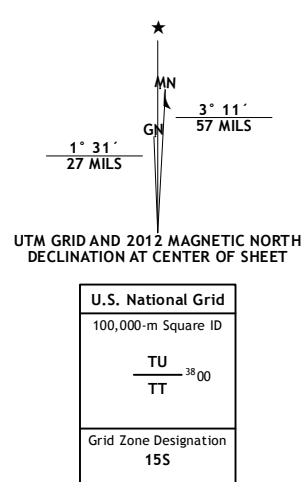 ★
MN
3° 11´
57 MILS
GN
1° 31´
27 MILS
UTM GRID AND 2012 MAGNETIC NORTH
DECLINATION AT CENTER OF SHEET
U.S. National Grid
100,000-m Square ID
TU
3800
TT
Grid Zone Designation
15S